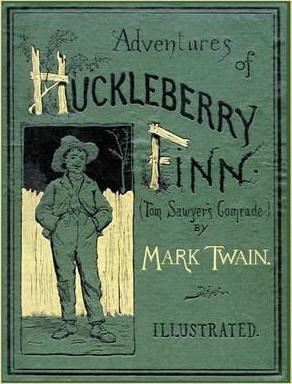 Adventures
of
HUCKLEBERRY
FINN.
(Tom Sawyer's Comrade.)
BY
MARK TWAIN.
ILLUSTRATED.